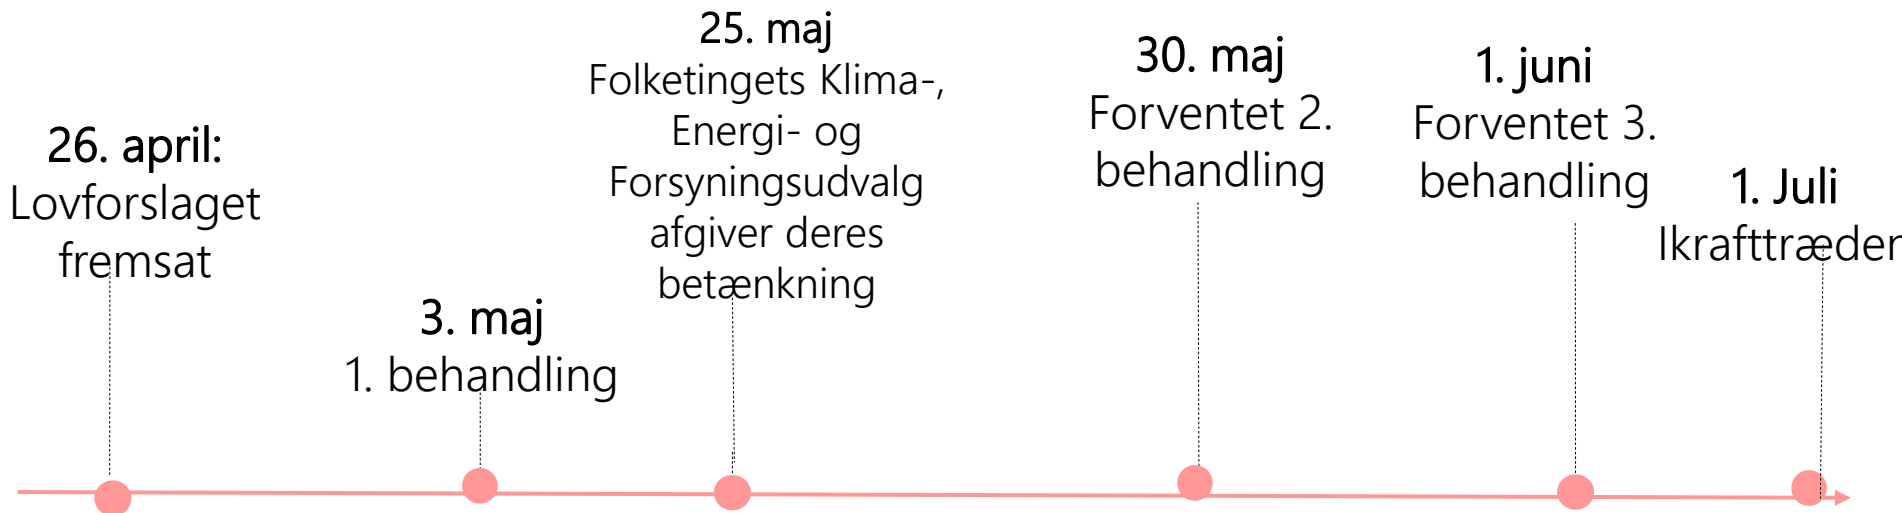 26. april:
Lovforslaget
fremsat
3. maj
1. behandling
25. maj
Folketingets Klima-,
Energi- og
Forsyningsudvalg
afgiver deres
betænkning
30. maj
Forventet 2.
behandling
1. juni
Forventet 3.
behandling
1. Juli
Ikrafttræden